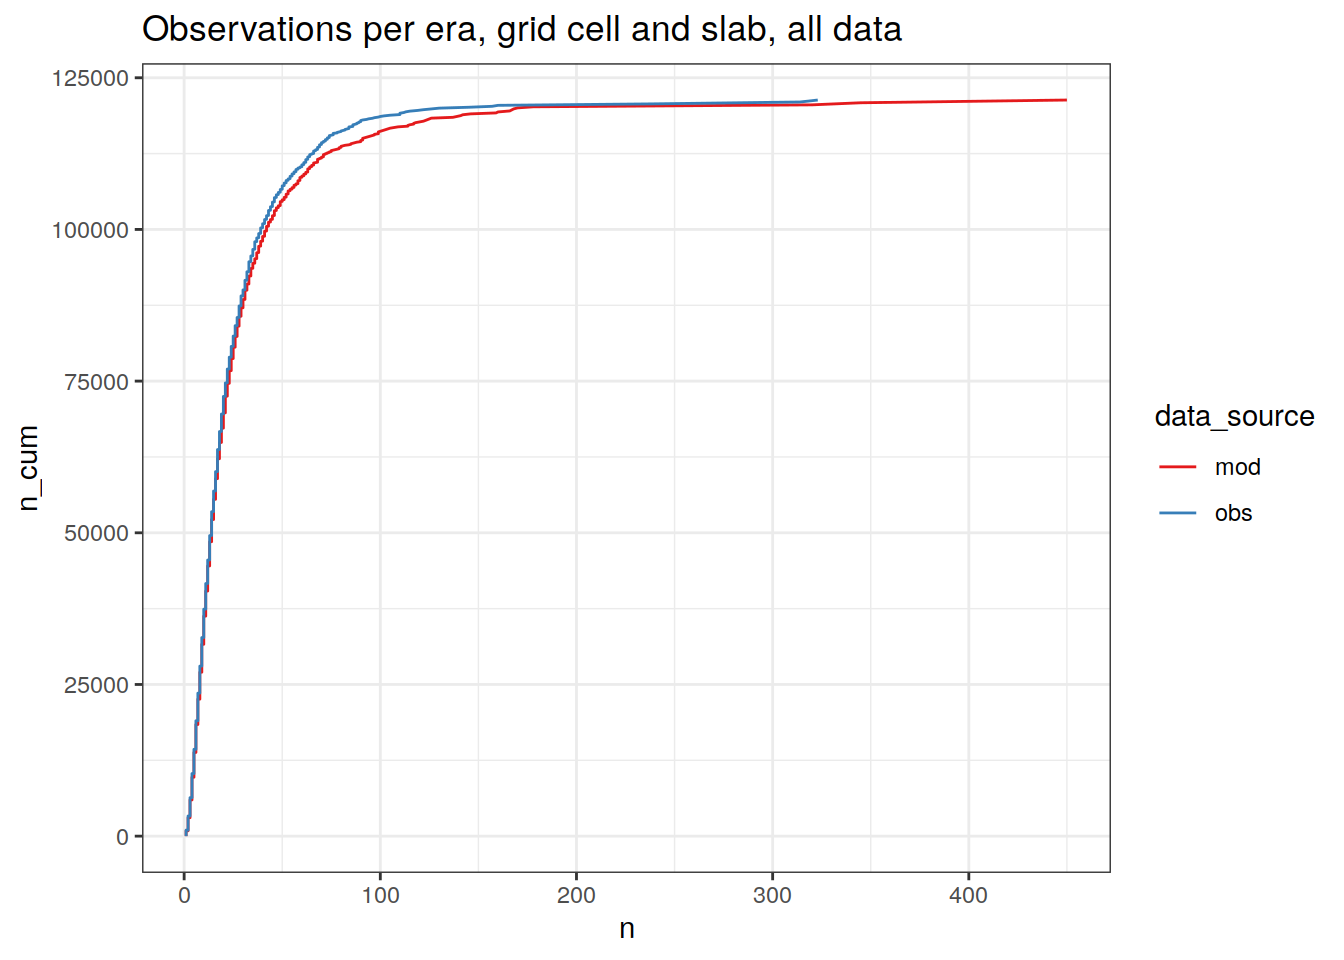 Observations per era, grid cell and slab, all data
125000
100000
75000
50000
25000
0
n_cum
0 100 200 300 400
n
data_source
mod
obs